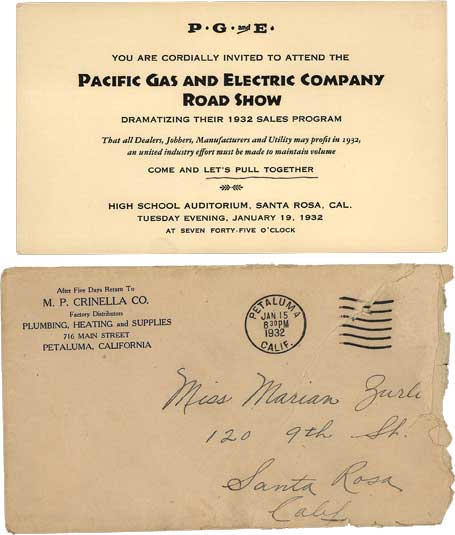 P·G·and·E·
YOU ARE CORDIALLY INVITED TO ATTEND THE
PACIFIC GAS AND ELECTRIC COMPANY
ROAD SHOW
DRAMATIZING THEIR 1932 SALES PROGRAM
That all Dealers, Jobbers, Manufacturers and Utility may profit in 1932,
an united industry effort must be made to maintain volume
COME AND LET'S PULL TOGETHER
HIGH SCHOOL AUDITORIUM, SANTA ROSA, CAL.
TUESDAY EVENING, JANUARY 19, 1932
AT SEVEN FORTY-FIVE O'CLOCK
After Five Days Return To
M. P. CRINELLA CO.
Factory Distributors
PLUMBING, HEATING and SUPPLIES
716 MAIN STREET
PETALUMA, CALIFORNIA
PETALUMA
JAN 15
830PM
1932
CALIF.
Miss Marian
120 9th St.
Santa Rosa
Calif